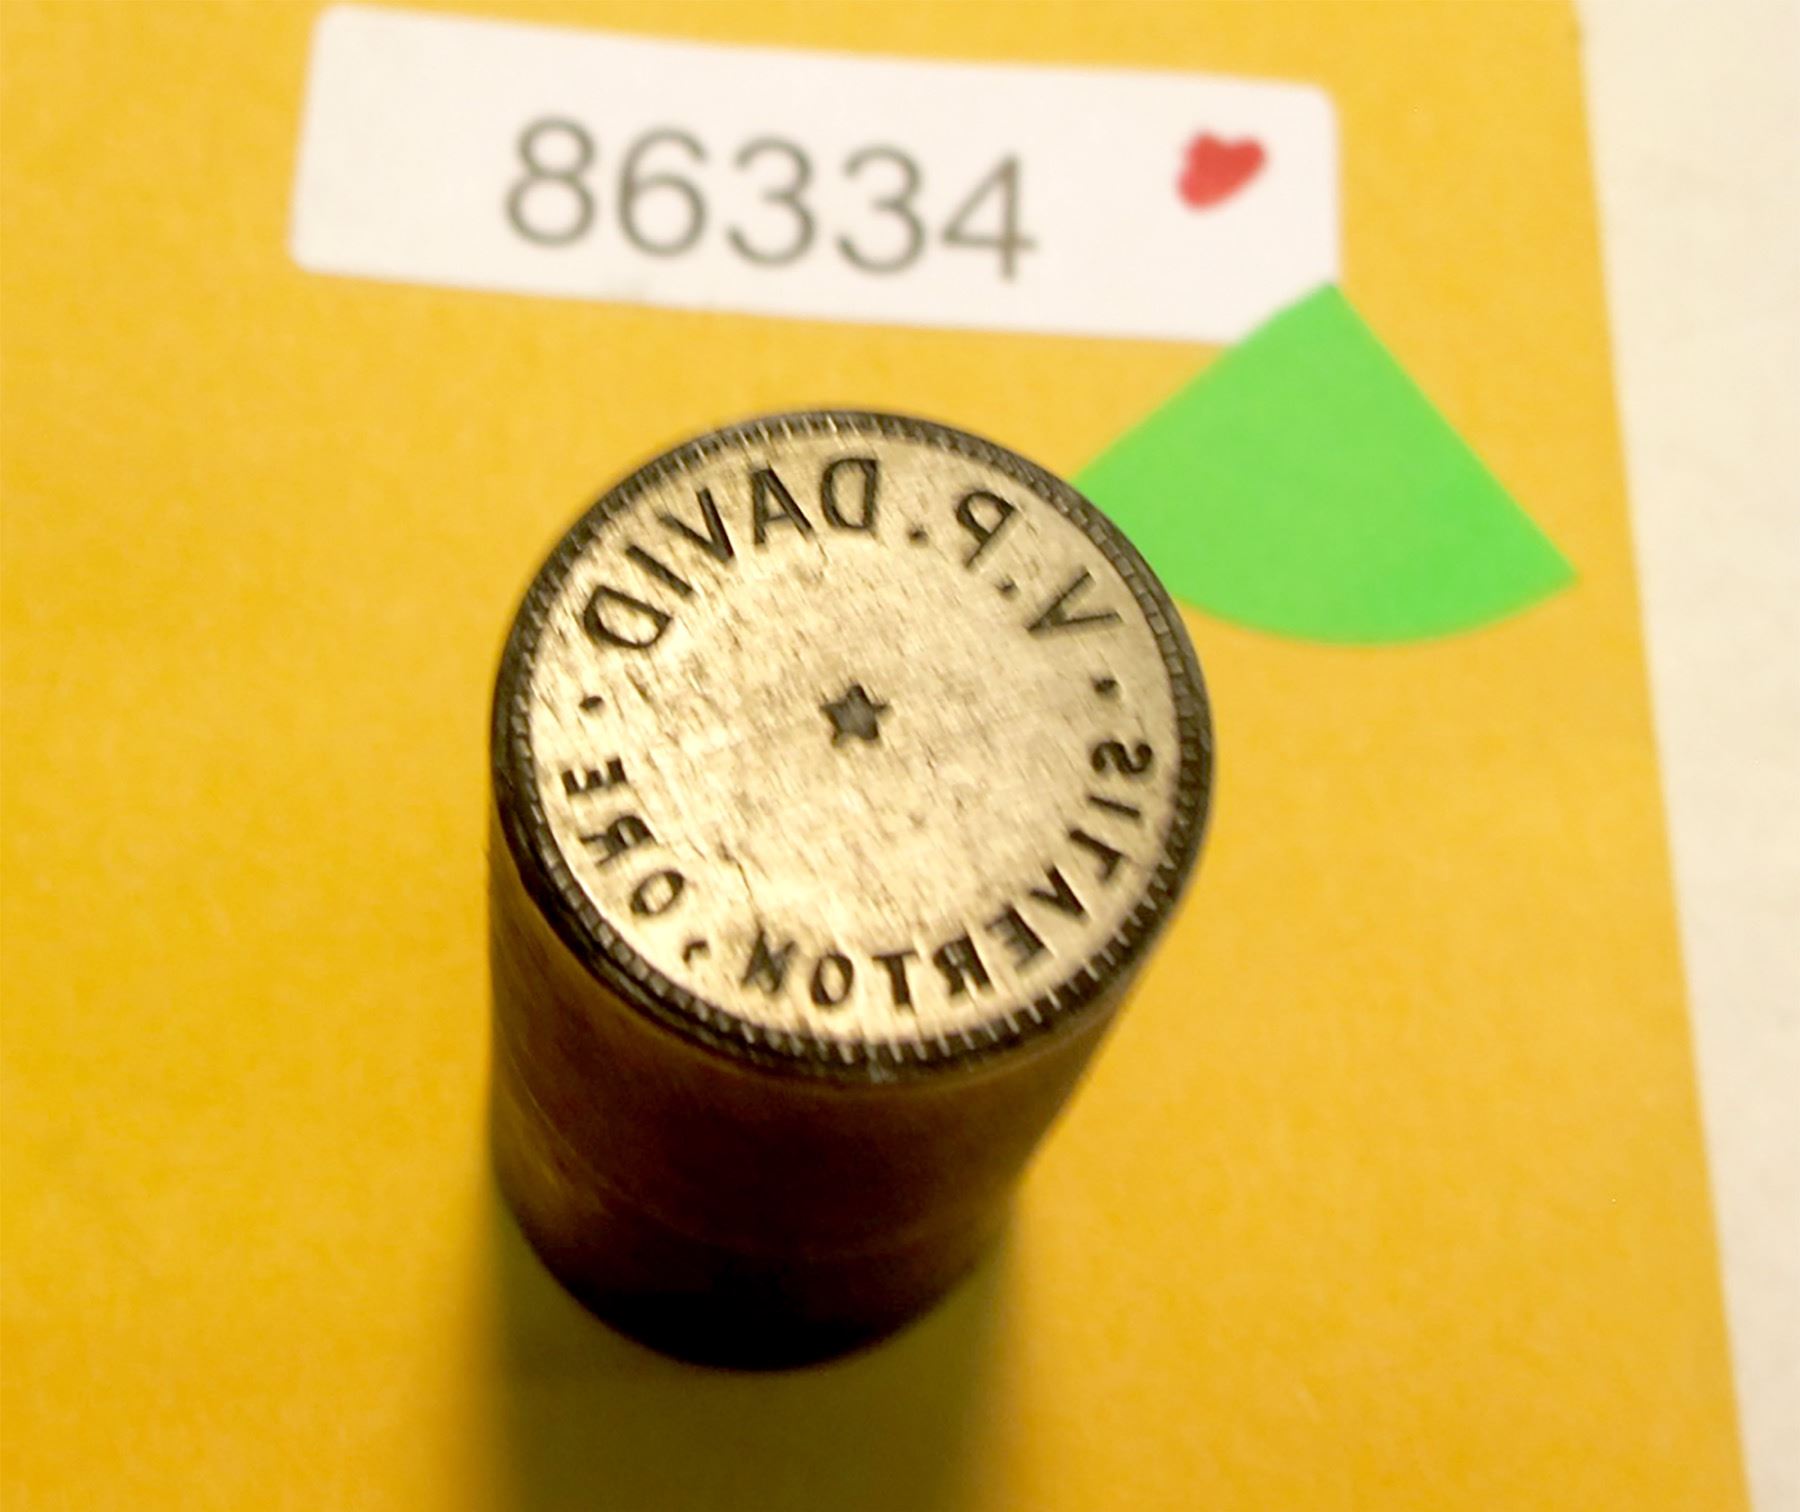 86334
V.P.DAVID
SILVERTON, ORE